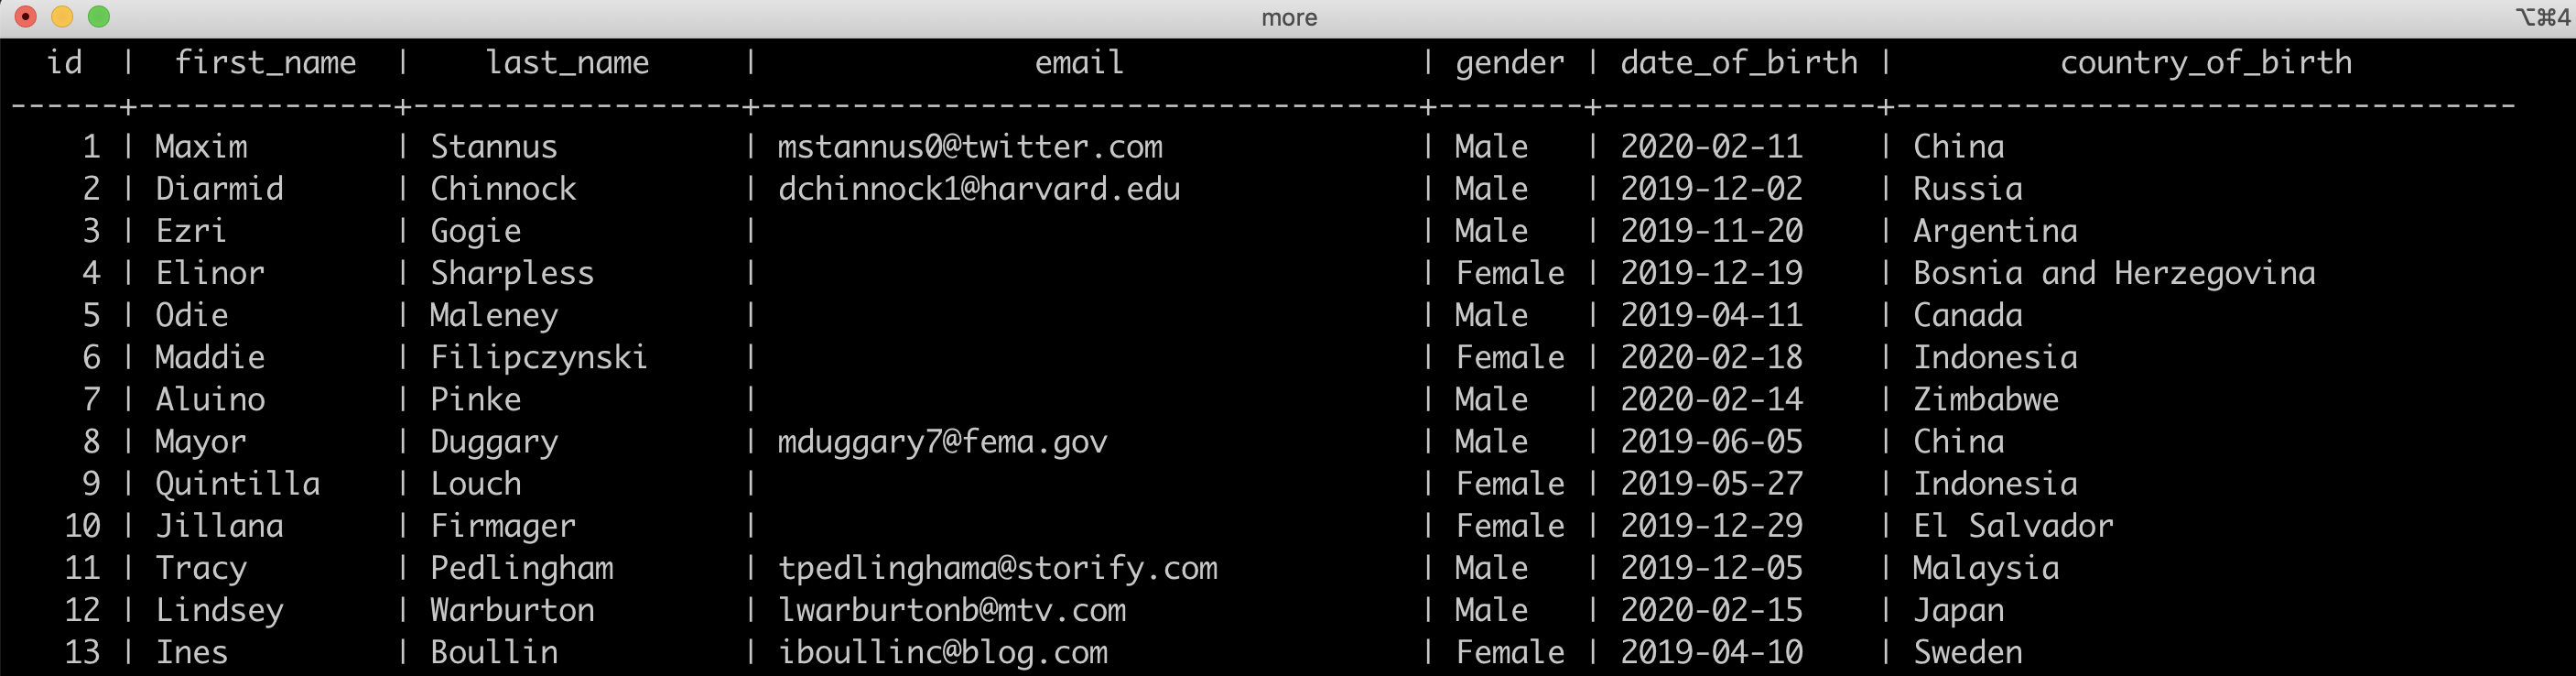 more ⌥⌘4
id | first_name | last_name | email | gender | date_of_birth | country_of_birth
------+--------------+------------------+------------------------------------+--------+---------------+----------------------------------
1 | Maxim | Stannus | mstannus0@twitter.com | Male | 2020-02-11 | China
2 | Diarmid | Chinnock | dchinnock1@harvard.edu | Male | 2019-12-02 | Russia
3 | Ezri | Gogie | | Male | 2019-11-20 | Argentina
4 | Elinor | Sharpless | | Female | 2019-12-19 | Bosnia and Herzegovina
5 | Odie | Maleney | | Male | 2019-04-11 | Canada
6 | Maddie | Filipczynski | | Female | 2020-02-18 | Indonesia
7 | Aluino | Pinke | | Male | 2020-02-14 | Zimbabwe
8 | Mayor | Duggary | mduggary7@fema.gov | Male | 2019-06-05 | China
9 | Quintilla | Louch | | Female | 2019-05-27 | Indonesia
10 | Jillana | Firmager | | Female | 2019-12-29 | El Salvador
11 | Tracy | Pedlingham | tpedlinghama@storify.com | Male | 2019-12-05 | Malaysia
12 | Lindsey | Warburton | lwarburtonb@mtv.com | Male | 2020-02-15 | Japan
13 | Ines | Boullin | iboullinc@blog.com | Female | 2019-04-10 | Sweden